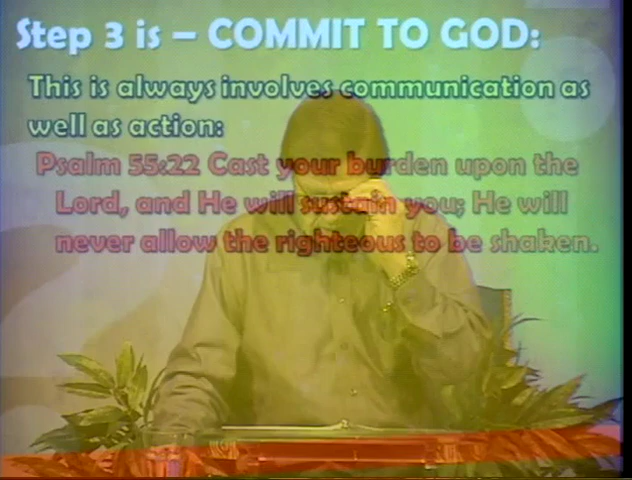 Step 3 is – COMMIT TO GOD:
This is always involves communication as
well as action:
Psalm 55:22 Cast your burden upon the
Lord, and He will sustain you; He will
never allow the righteous to be shaken.